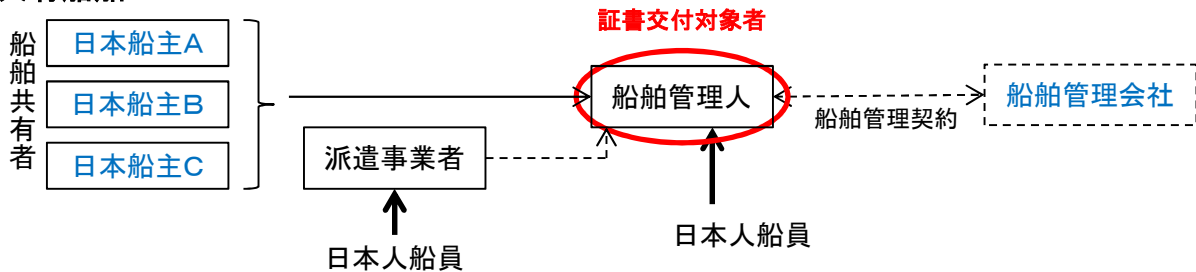 証書交付対象者
船舶共有者
日本船主A
日本船主B
日本船主C
派遣事業者
日本人船員
船舶管理人
日本人船員
船舶管理契約
船舶管理会社